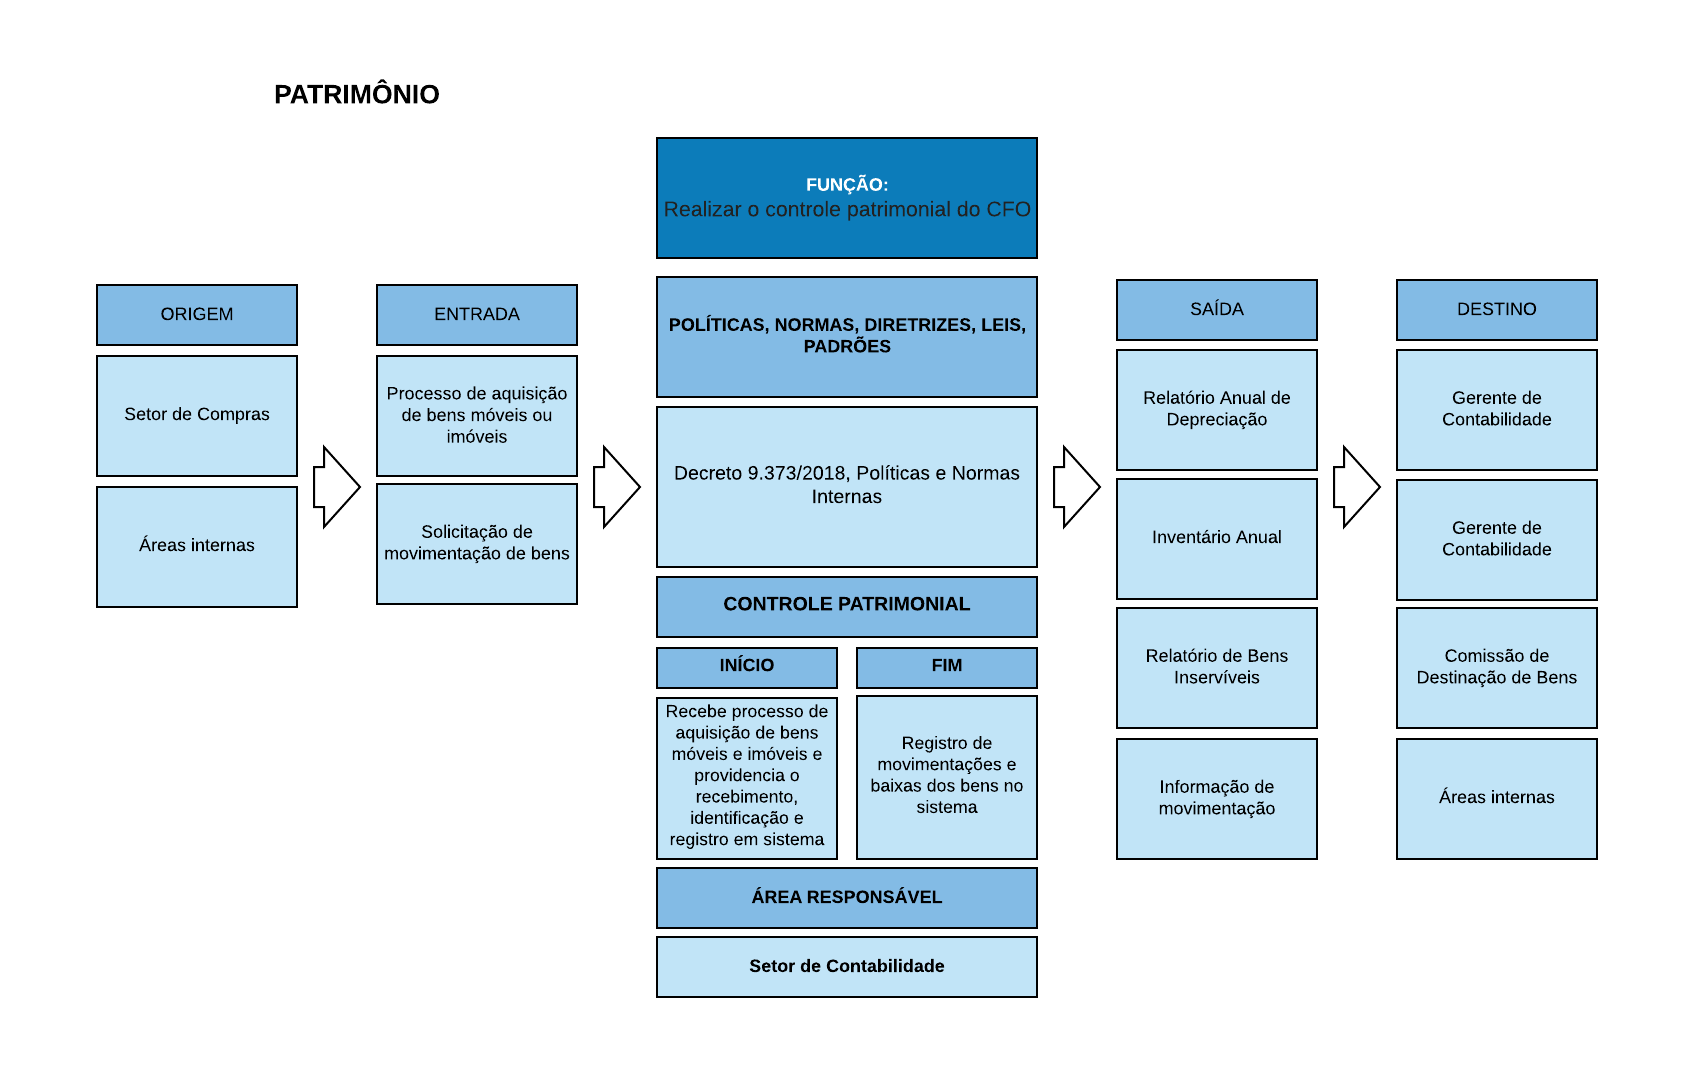 PATRIMÔNIO
FUNÇÃO:
Realizar o controle patrimonial do CFO
ORIGEM
Setor de Compras
Áreas internas
ENTRADA
Processo de aquisição
de bens móveis ou
imóveis
Solicitação de
movimentação de bens
POLÍTICAS, NORMAS, DIRETRIZES, LEIS,
PADRÕES
Decreto 9.373/2018, Políticas e Normas
Internas
CONTROLE PATRIMONIAL
INÍCIO
Recebe processo de
aquisição de bens
móveis e imóveis e
providencia o
recebimento,
identificação e
registro em sistema
FIM
Registro de
movimentações e
baixas dos bens no
sistema
ÁREA RESPONSÁVEL
Setor de Contabilidade
SAÍDA
Relatório Anual de
Depreciação
Inventário Anual
Relatório de Bens
Inservíveis
Informação de
movimentação
DESTINO
Gerente de
Contabilidade
Gerente de
Contabilidade
Comissão de
Destinação de Bens
Áreas internas